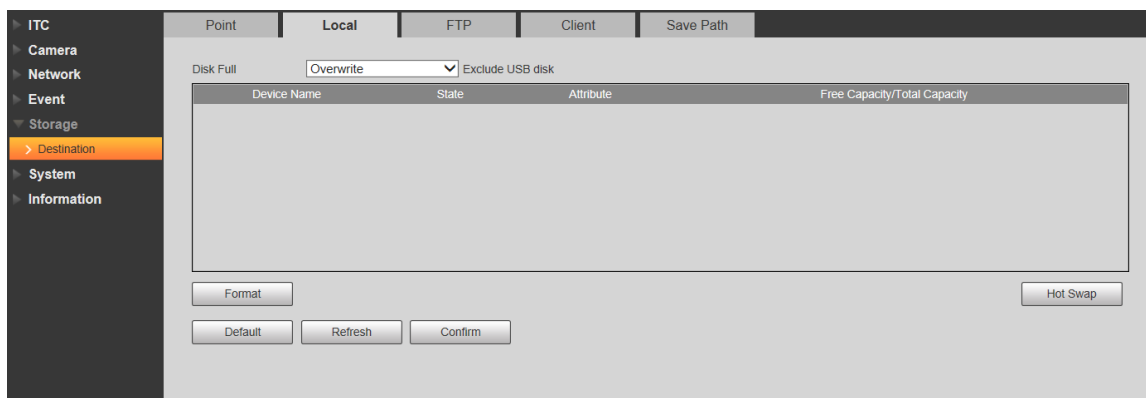 ITC
Camera
Network
Event
Storage
Destination
System
Information
Point Local FTP Client Save Path
Disk Full Overwrite Exclude USB disk
Device Name State Attribute Free Capacity/Total Capacity
Format Hot Swap
Default Refresh Confirm